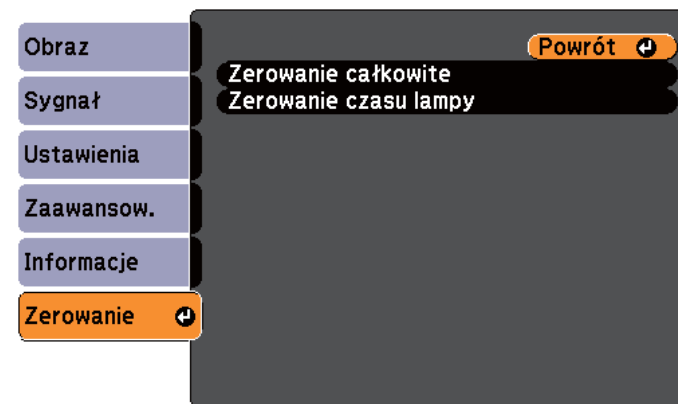 Obraz
Sygnał
Ustawienia
Zaawansow.
Informacje
Zerowanie
Powrót
Zerowanie całkowite
Zerowanie czasu lampy